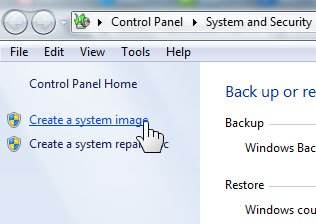 Control Panel System and Security
File Edit View Tools Help
Control Panel Home
Back up or re
Create a system image
Backup
Create a system repa
Windows Bac
Restore
Windows cou